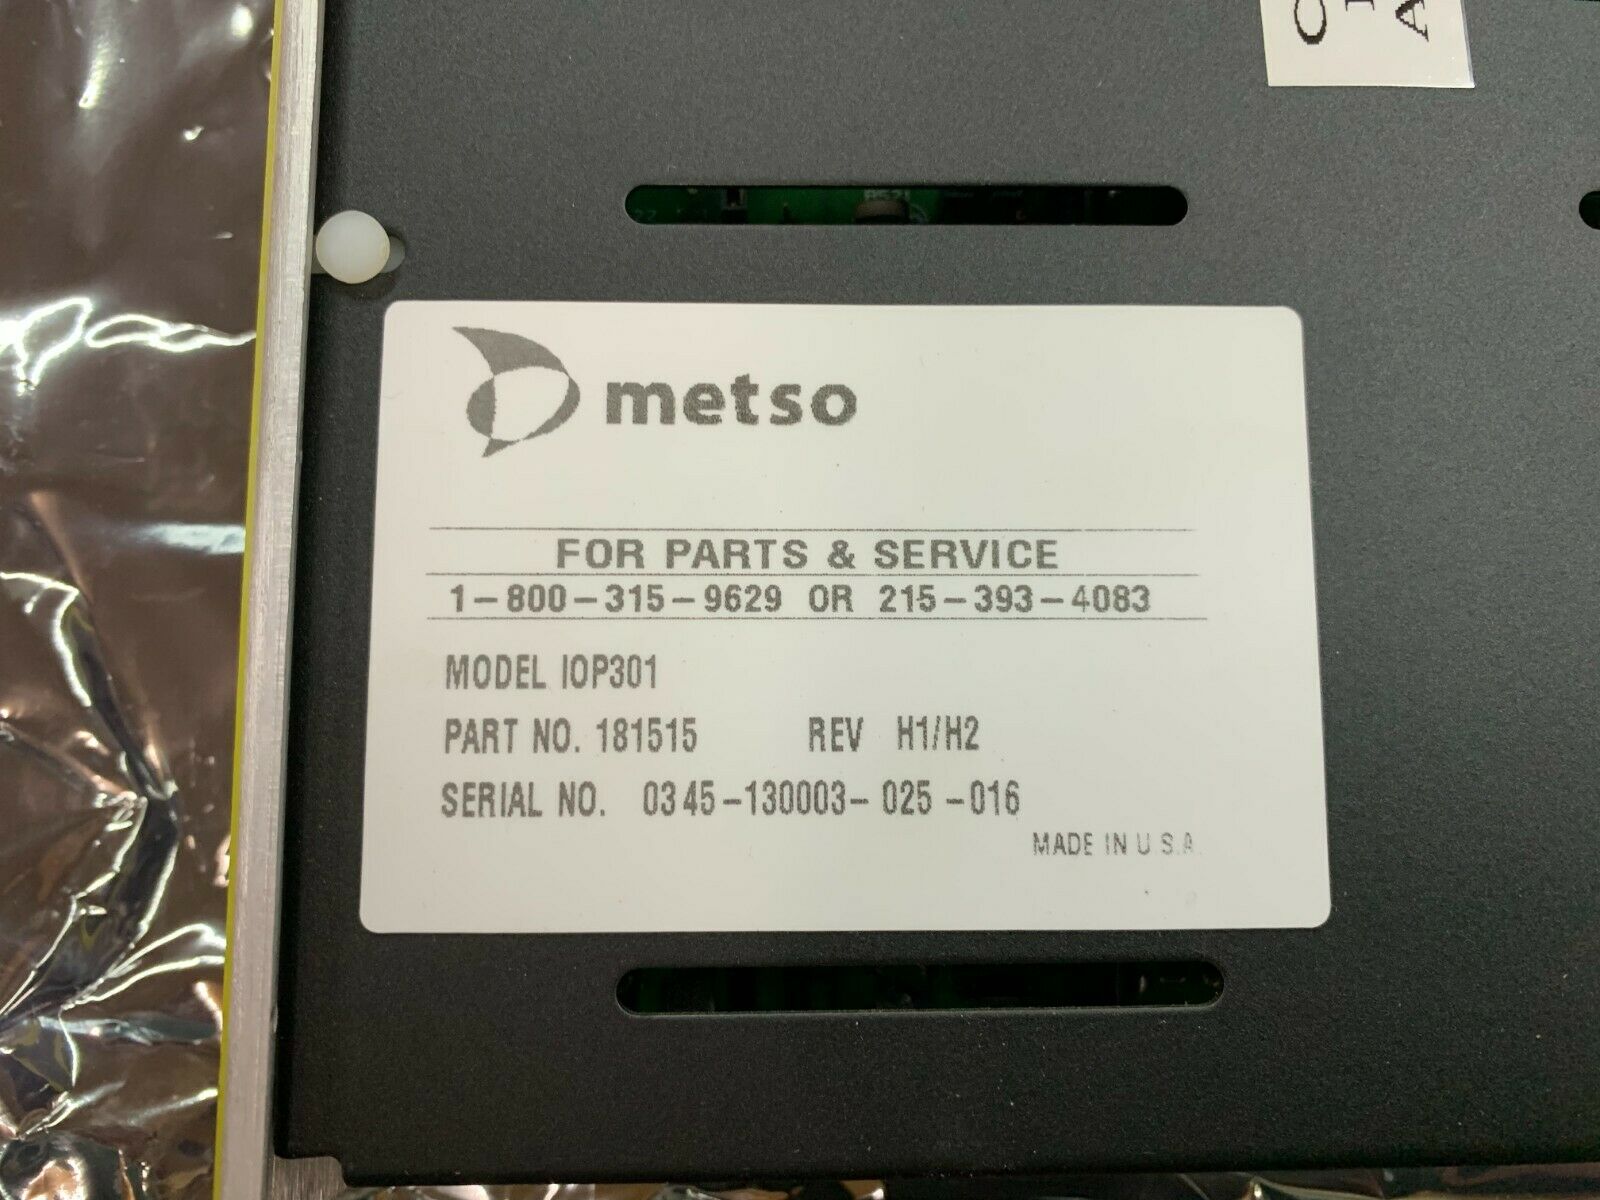 metso
FOR PARTS & SERVICE
1-800-315-9629 OR 215-393-4083
MODEL IOP301
PART NO. 181515 REV H1/H2
SERIAL NO. 0345-130003-025-016
MADE IN U.S.A.